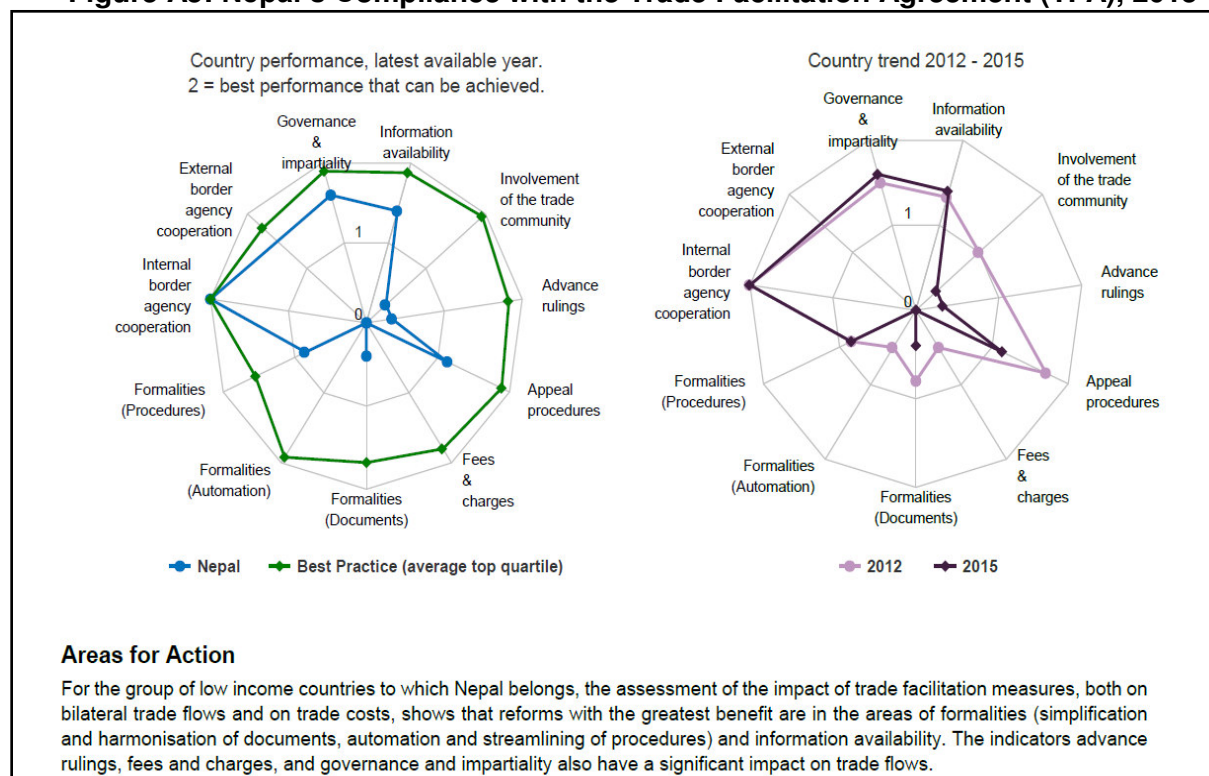 Figure A3: Nepal's Compliance with the Trade Facilitation Agreement (TFA), 2015
Country performance, latest available year.
2 = best performance that can be achieved.
Governance
&
impartiality
Information
availability
Involvement
of the trade
community
Advance
rulings
Appeal
procedures
Fees
&
charges
Formalities
(Documents)
Formalities
(Automation)
Formalities
(Procedures)
Internal
border
agency
cooperation
External
border
agency
cooperation
1
0
Nepal
Best Practice (average top quartile)
Country trend 2012 - 2015
Governance
&
impartiality
Information
availability
Involvement
of the trade
community
Advance
rulings
Appeal
procedures
Fees
&
charges
Formalities
(Documents)
Formalities
(Automation)
Formalities
(Procedures)
Internal
border
agency
cooperation
External
border
agency
cooperation
1
0
2012
2015
Areas for Action
For the group of low income countries to which Nepal belongs, the assessment of the impact of trade facilitation measures, both on
bilateral trade flows and on trade costs, shows that reforms with the greatest benefit are in the areas of formalities (simplification
and harmonisation of documents, automation and streamlining of procedures) and information availability. The indicators advance
rulings, fees and charges, and governance and impartiality also have a significant impact on trade flows.